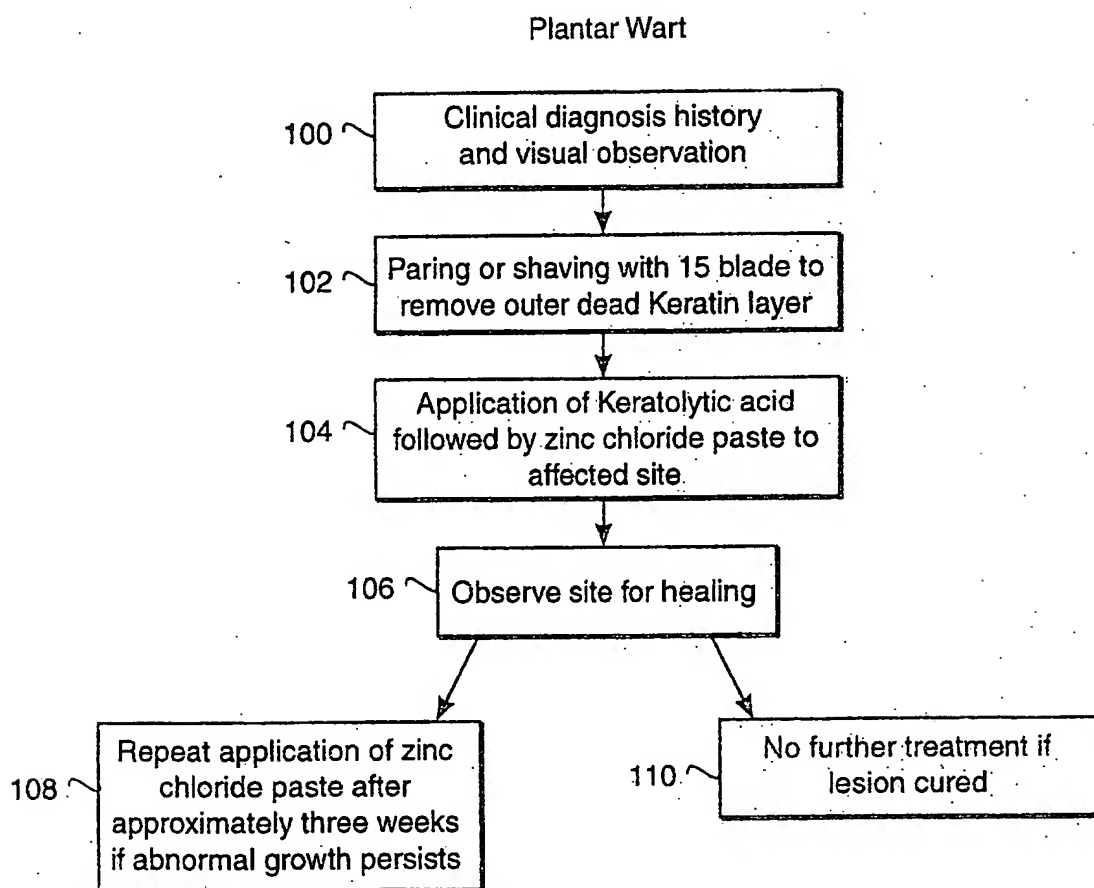 Plantar Wart
100
Clinical diagnosis history
and visual observation
102
Paring or shaving with 15 blade to
remove outer dead Keratin layer
104
Application of Keratolytic acid
followed by zinc chloride paste to
affected site
106
Observe site for healing
108
Repeat application of zinc
chloride paste after
approximately three weeks
if abnormal growth persists
110
No further treatment if
lesion cured